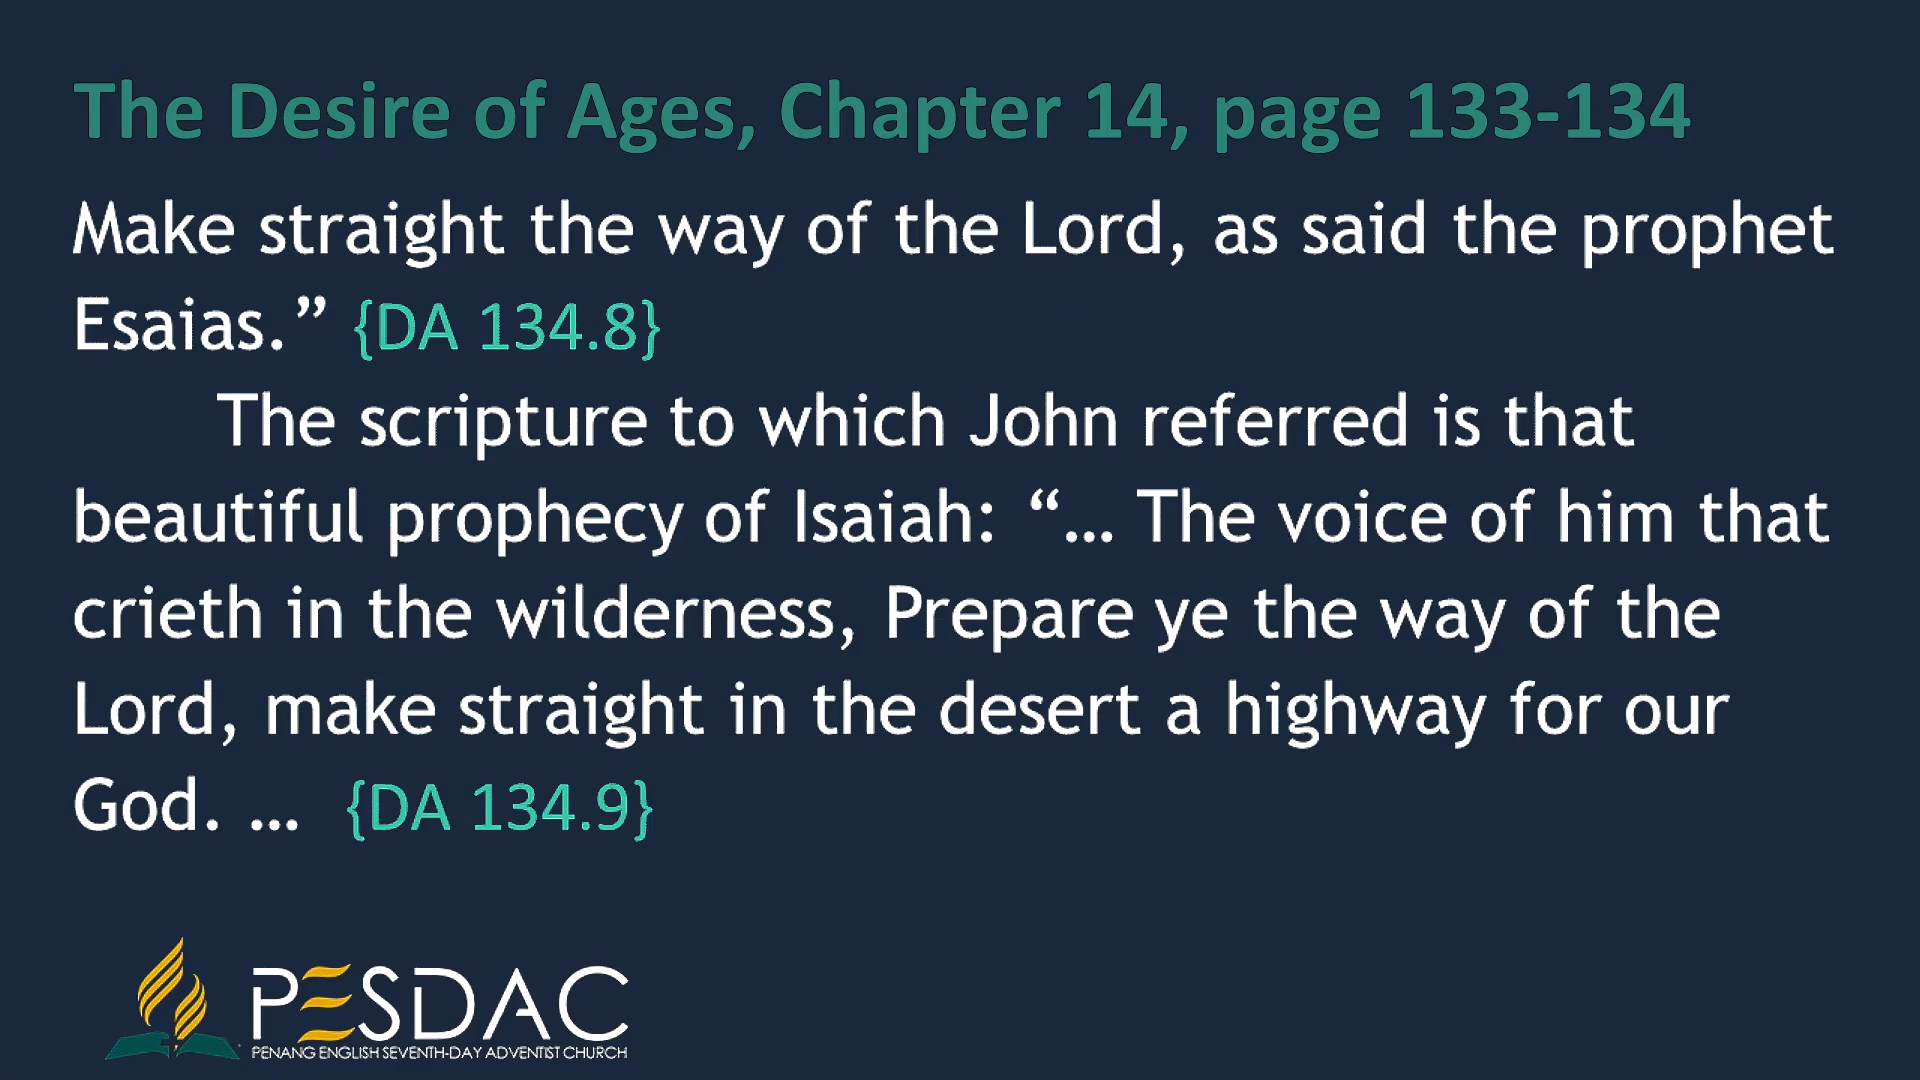 The Desire of Ages, Chapter 14, page 133-134
Make straight the way of the Lord, as said the prophet
Esaias.” {DA 134.8}
The scripture to which John referred is that
beautiful prophecy of Isaiah: “… The voice of him that
crieth in the wilderness, Prepare ye the way of the
Lord, make straight in the desert a highway for our
God. … {DA 134.9}
PESDAC
PENANG ENGLISH SEVENTH-DAY ADVENTIST CHURCH